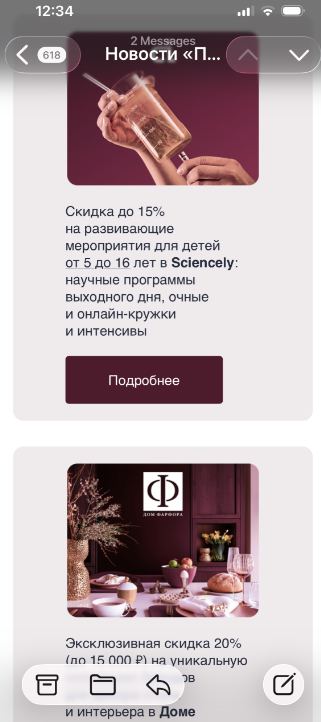 12:34
2 Messages
618
Новости «П...
Скидка до 15%
на развивающие
мероприятия для детей
от 5 до 16 лет в Sciencely:
научные программы
выходного дня, очные
и онлайн-кружки
и интенсивы
Подробнее
Ф
ДОМ ФАРФОРА
Эксклюзивная скидка 20%
(до 15 000 ₽) на уникальную
и интерьера в Доме